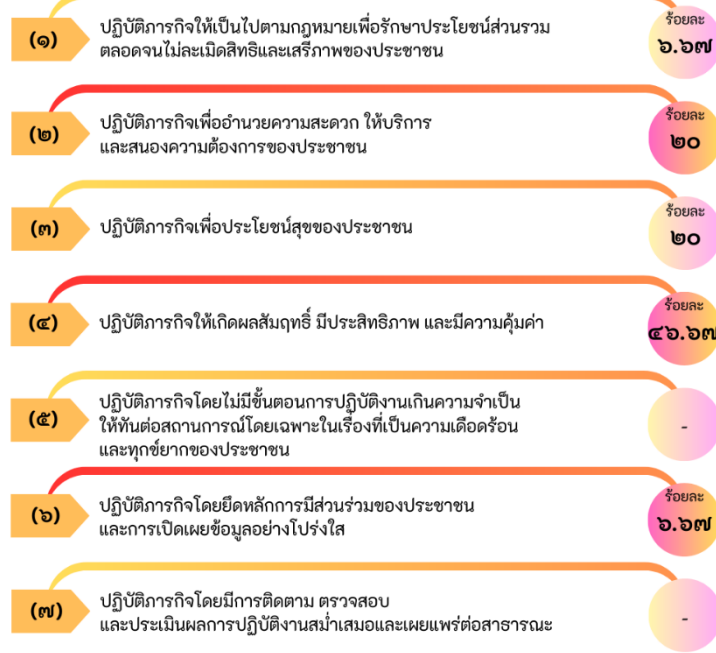 (๑)
ปฏิบัติภารกิจให้เป็นไปตามกฎหมายเพื่อรักษาประโยชน์ส่วนรวม
ตลอดจนไม่ละเมิดสิทธิและเสรีภาพของประชาชน
ร้อยละ
๖.๖๗
(๒)
ปฏิบัติภารกิจเพื่ออำนวยความสะดวก ให้บริการ
และสนองความต้องการของประชาชน
ร้อยละ
๒๐
(๓)
ปฏิบัติภารกิจเพื่อประโยชน์สุขของประชาชน
ร้อยละ
๒๐
(๔)
ปฏิบัติภารกิจให้เกิดผลสัมฤทธิ์ มีประสิทธิภาพ และมีความคุ้มค่า
ร้อยละ
๔๖.๖๗
(๕)
ปฏิบัติภารกิจโดยไม่มีขั้นตอนการปฏิบัติงานเกินความจำเป็น
ให้ทันต่อสถานการณ์โดยเฉพาะในเรื่องที่เป็นความเดือดร้อน
และทุกข์ยากของประชาชน
-
(๖)
ปฏิบัติภารกิจโดยยึดหลักการมีส่วนร่วมของประชาชน
และการเปิดเผยข้อมูลอย่างโปร่งใส
ร้อยละ
๖.๖๗
(๗)
ปฏิบัติภารกิจโดยมีการติดตาม ตรวจสอบ
และประเมินผลการปฏิบัติงานสม่ำเสมอและเผยแพร่ต่อสาธารณะ
-